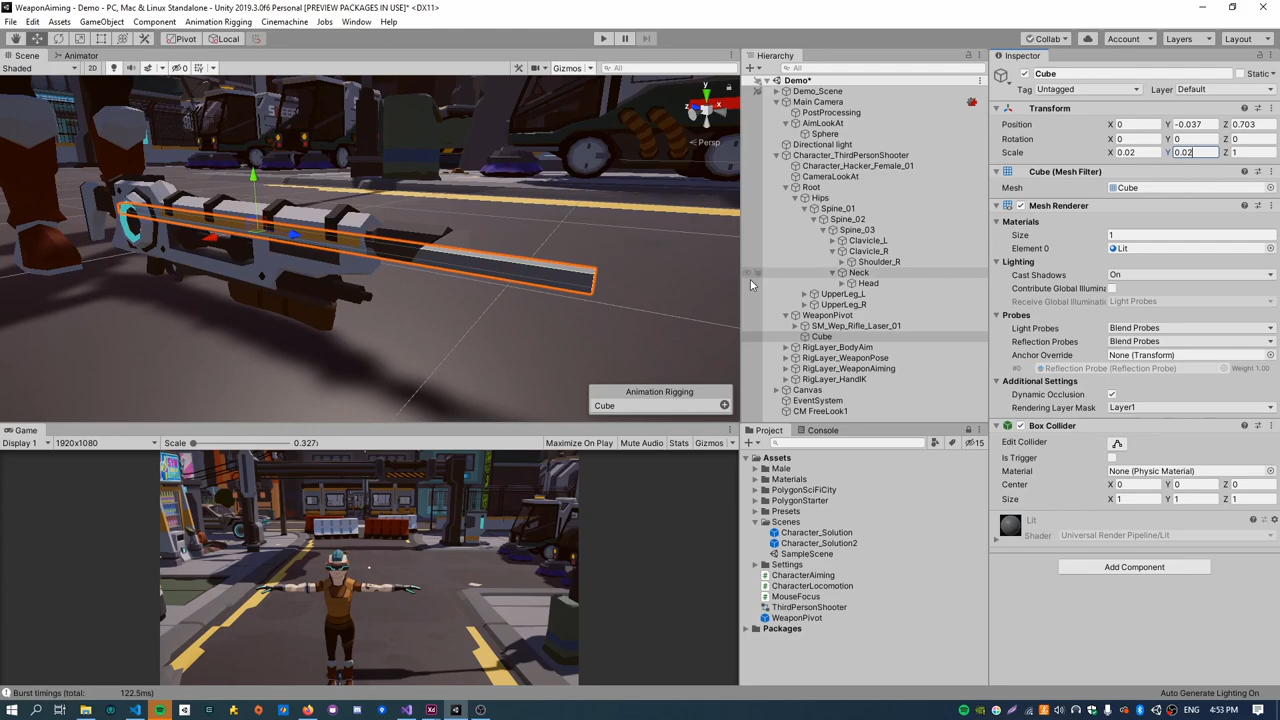 WeaponAiming - Demo - PC, Mac & Linux Standalone - Unity 2019.3.0f6 Personal [PREVIEW PACKAGES IN USE]* <DX11>
File Edit Assets GameObject Component Animation Rigging Cinemachine Jobs Window Help
Pivot Local Collab Account Layers Layout
Scene Animator
Shaded 2D 0 Gizmos All
y
z x
Persp
Animation Rigging
Cube
Game
Display 1 1920x1080 Scale 0.327 Maximize On Play Mute Audio Stats Gizmos
Hierarchy
All
Demo*
Demo_Scene
Main Camera
PostProcessing
AimLookAt
Sphere
Directional light
Character_ThirdPersonShooter
Character_Hacker_Female_01
CameraLookAt
Root
Hips
Spine_01
Spine_02
Spine_03
Clavicle_L
Clavicle_R
Shoulder_R
Neck
Head
UpperLeg_L
UpperLeg_R
WeaponPivot
SM_Wep_Rifle_Laser_01
Cube
RigLayer_BodyAim
RigLayer_WeaponPose
RigLayer_WeaponAiming
RigLayer_HandIK
Canvas
EventSystem
CM FreeLook1
Project Console
15
Assets
Male
Materials
PolygonSciFiCity
PolygonStarter
Presets
Scenes
Character_Solution
Character_Solution2
SampleScene
Settings
CharacterAiming
CharacterLocomotion
MouseFocus
ThirdPersonShooter
WeaponPivot
Packages
Inspector
Cube Static
Tag Untagged Layer Default
Transform
Position X 0 Y -0.037 Z 0.703
Rotation X 0 Y 0 Z 0
Scale X 0.02 Y 0.02 Z 1
Cube (Mesh Filter)
Mesh Cube
Mesh Renderer
Materials
Size 1
Element 0 Lit
Lighting
Cast Shadows On
Contribute Global Illumina
Receive Global Illuminatio Light Probes
Probes
Light Probes Blend Probes
Reflection Probes Blend Probes
Anchor Override None (Transform)
#0 Reflection Probe (Reflection Probe) Weight 1.00
Additional Settings
Dynamic Occlusion
Rendering Layer Mask Layer1
Box Collider
Edit Collider
Is Trigger
Material None (Physic Material)
Center X 0 Y 0 Z 0
Size X 1 Y 1 Z 1
Lit
Shader Universal Render Pipeline/Lit
Add Component
Burst timings (total: 122.5ms) Auto Generate Lighting On
ENG 4:53 PM